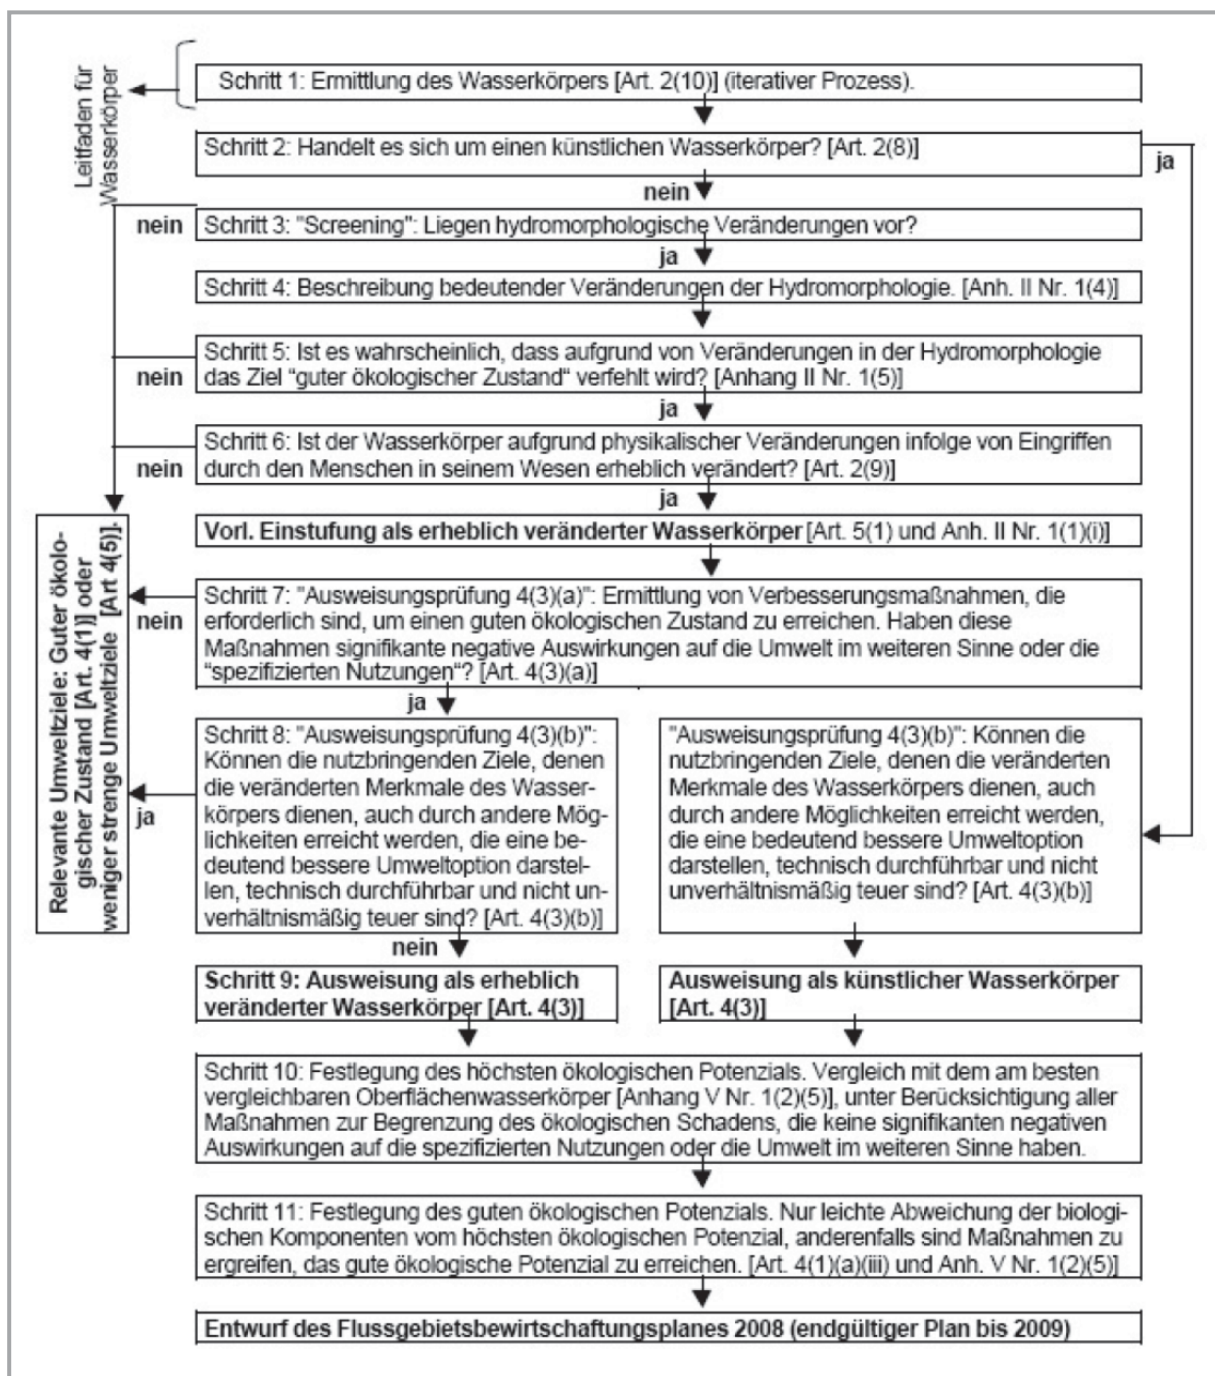 Leitfaden für
Wasserkörper
Schritt 1: Ermittlung des Wasserkörpers [Art. 2(10)] (iterativer Prozess).
Schritt 2: Handelt es sich um einen künstlichen Wasserkörper? [Art. 2(8)]
ja
nein
nein
Schritt 3: "Screening": Liegen hydromorphologische Veränderungen vor?
ja
Schritt 4: Beschreibung bedeutender Veränderungen der Hydromorphologie. [Anh. II Nr. 1(4)]
Schritt 5: Ist es wahrscheinlich, dass aufgrund von Veränderungen in der Hydromorphologie
das Ziel “guter ökologischer Zustand“ verfehlt wird? [Anhang II Nr. 1(5)]
nein
ja
Schritt 6: Ist der Wasserkörper aufgrund physikalischer Veränderungen infolge von Eingriffen
durch den Menschen in seinem Wesen erheblich verändert? [Art. 2(9)]
nein
ja
Vorl. Einstufung als erheblich veränderter Wasserkörper [Art. 5(1) und Anh. II Nr. 1(1)(i)]
Relevante Umweltziele: Guter ökolo-
gischer Zustand [Art. 4(1)] oder
weniger strenge Umweltziele [Art 4(5)].
Schritt 7: "Ausweisungsprüfung 4(3)(a)": Ermittlung von Verbesserungsmaßnahmen, die
erforderlich sind, um einen guten ökologischen Zustand zu erreichen. Haben diese
Maßnahmen signifikante negative Auswirkungen auf die Umwelt im weiteren Sinne oder die
“spezifizierten Nutzungen“? [Art. 4(3)(a)]
nein
ja
Schritt 8: "Ausweisungsprüfung 4(3)(b)":
Können die nutzbringenden Ziele, denen
die veränderten Merkmale des Wasser-
körpers dienen, auch durch andere Mög-
lichkeiten erreicht werden, die eine be-
deutend bessere Umweltoption darstel-
len, technisch durchführbar und nicht un-
verhältnismäßig teuer sind? [Art. 4(3)(b)]
ja
nein
"Ausweisungsprüfung 4(3)(b)": Können die
nutzbringenden Ziele, denen die veränderten
Merkmale des Wasserkörpers dienen, auch
durch andere Möglichkeiten erreicht werden,
die eine bedeutend bessere Umweltoption
darstellen, technisch durchführbar und nicht
unverhältnismäßig teuer sind? [Art. 4(3)(b)]
Schritt 9: Ausweisung als erheblich
veränderter Wasserkörper [Art. 4(3)]
Ausweisung als künstlicher Wasserkörper
[Art. 4(3)]
Schritt 10: Festlegung des höchsten ökologischen Potenzials. Vergleich mit dem am besten
vergleichbaren Oberflächenwasserkörper [Anhang V Nr. 1(2)(5)], unter Berücksichtigung aller
Maßnahmen zur Begrenzung des ökologischen Schadens, die keine signifikanten negativen
Auswirkungen auf die spezifizierten Nutzungen oder die Umwelt im weiteren Sinne haben.
Schritt 11: Festlegung des guten ökologischen Potenzials. Nur leichte Abweichung der biologi-
schen Komponenten vom höchsten ökologischen Potenzial, anderenfalls sind Maßnahmen zu
ergreifen, das gute ökologische Potenzial zu erreichen. [Art. 4(1)(a)(iii) und Anh. V Nr. 1(2)(5)]
Entwurf des Flussgebietsbewirtschaftungsplanes 2008 (endgültiger Plan bis 2009)